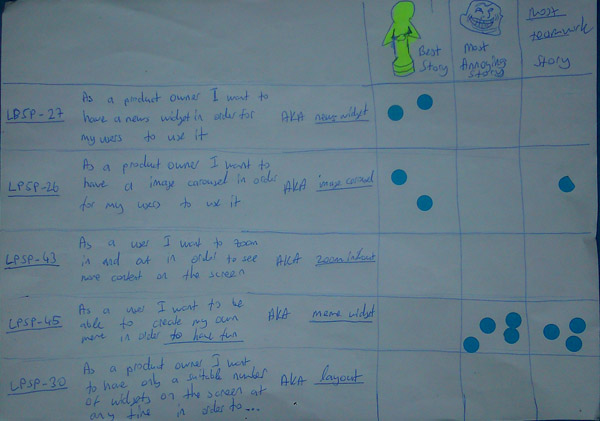 Best Story
Most Annoying Story
Most teamwork Story
LPSP-27
As a product owner I want to
have a news widget in order for
my users to use it
AKA news widget
LPSP-26
As a product owner I want to
have a image carousel in order
for my users to use it
AKA image carousel
LPSP-43
As a user I want to zoom
in and out in order to see
more content on the screen
AKA zoom in/out
LPSP-45
As a user I want to be
able to create my own
meme in order to have fun
AKA meme widget
LPSP-30
As a product owner I want
to have only a suitable number
of widgets on the screen at
any time in order to...
AKA layout